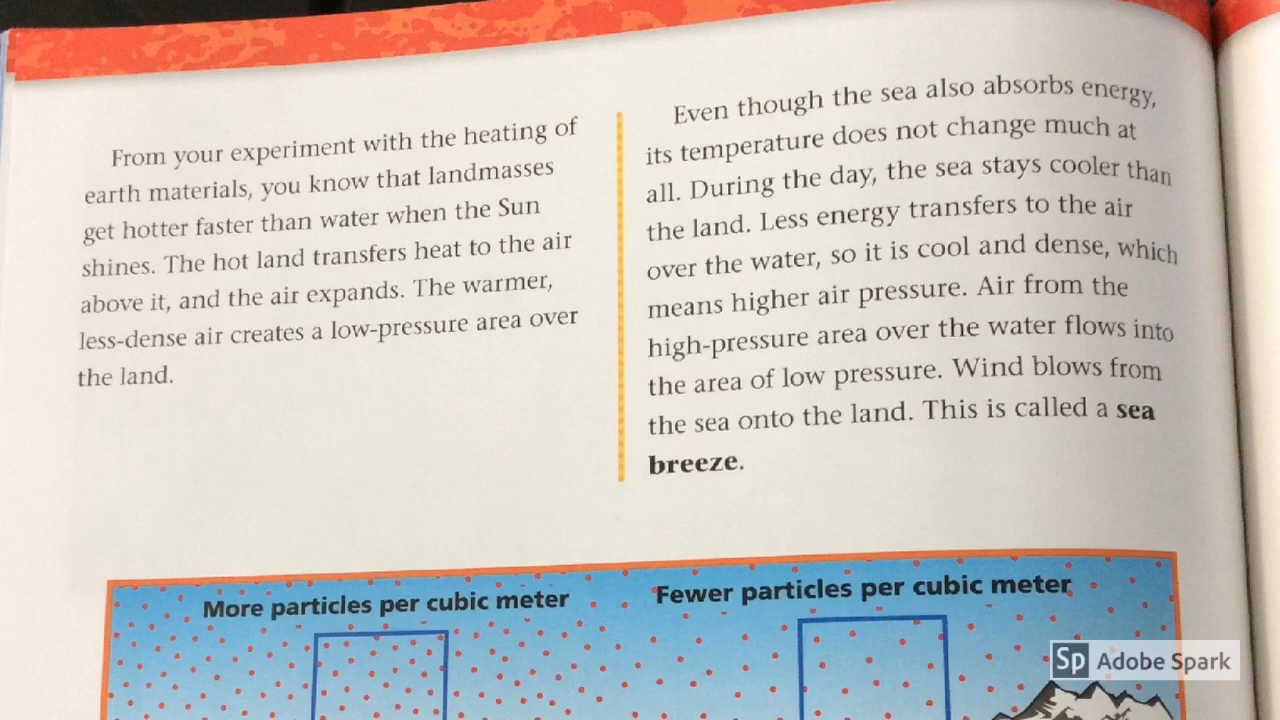 From your experiment with the heating of
earth materials, you know that landmasses
get hotter faster than water when the Sun
shines. The hot land transfers heat to the air
above it, and the air expands. The warmer,
less-dense air creates a low-pressure area over
the land.
Even though the sea also absorbs energy,
its temperature does not change much at
all. During the day, the sea stays cooler than
the land. Less energy transfers to the air
over the water, so it is cool and dense, which
means higher air pressure. Air from the
high-pressure area over the water flows into
the area of low pressure. Wind blows from
the sea onto the land. This is called a sea
breeze.
More particles per cubic meter
Fewer particles per cubic meter
Sp Adobe Spark